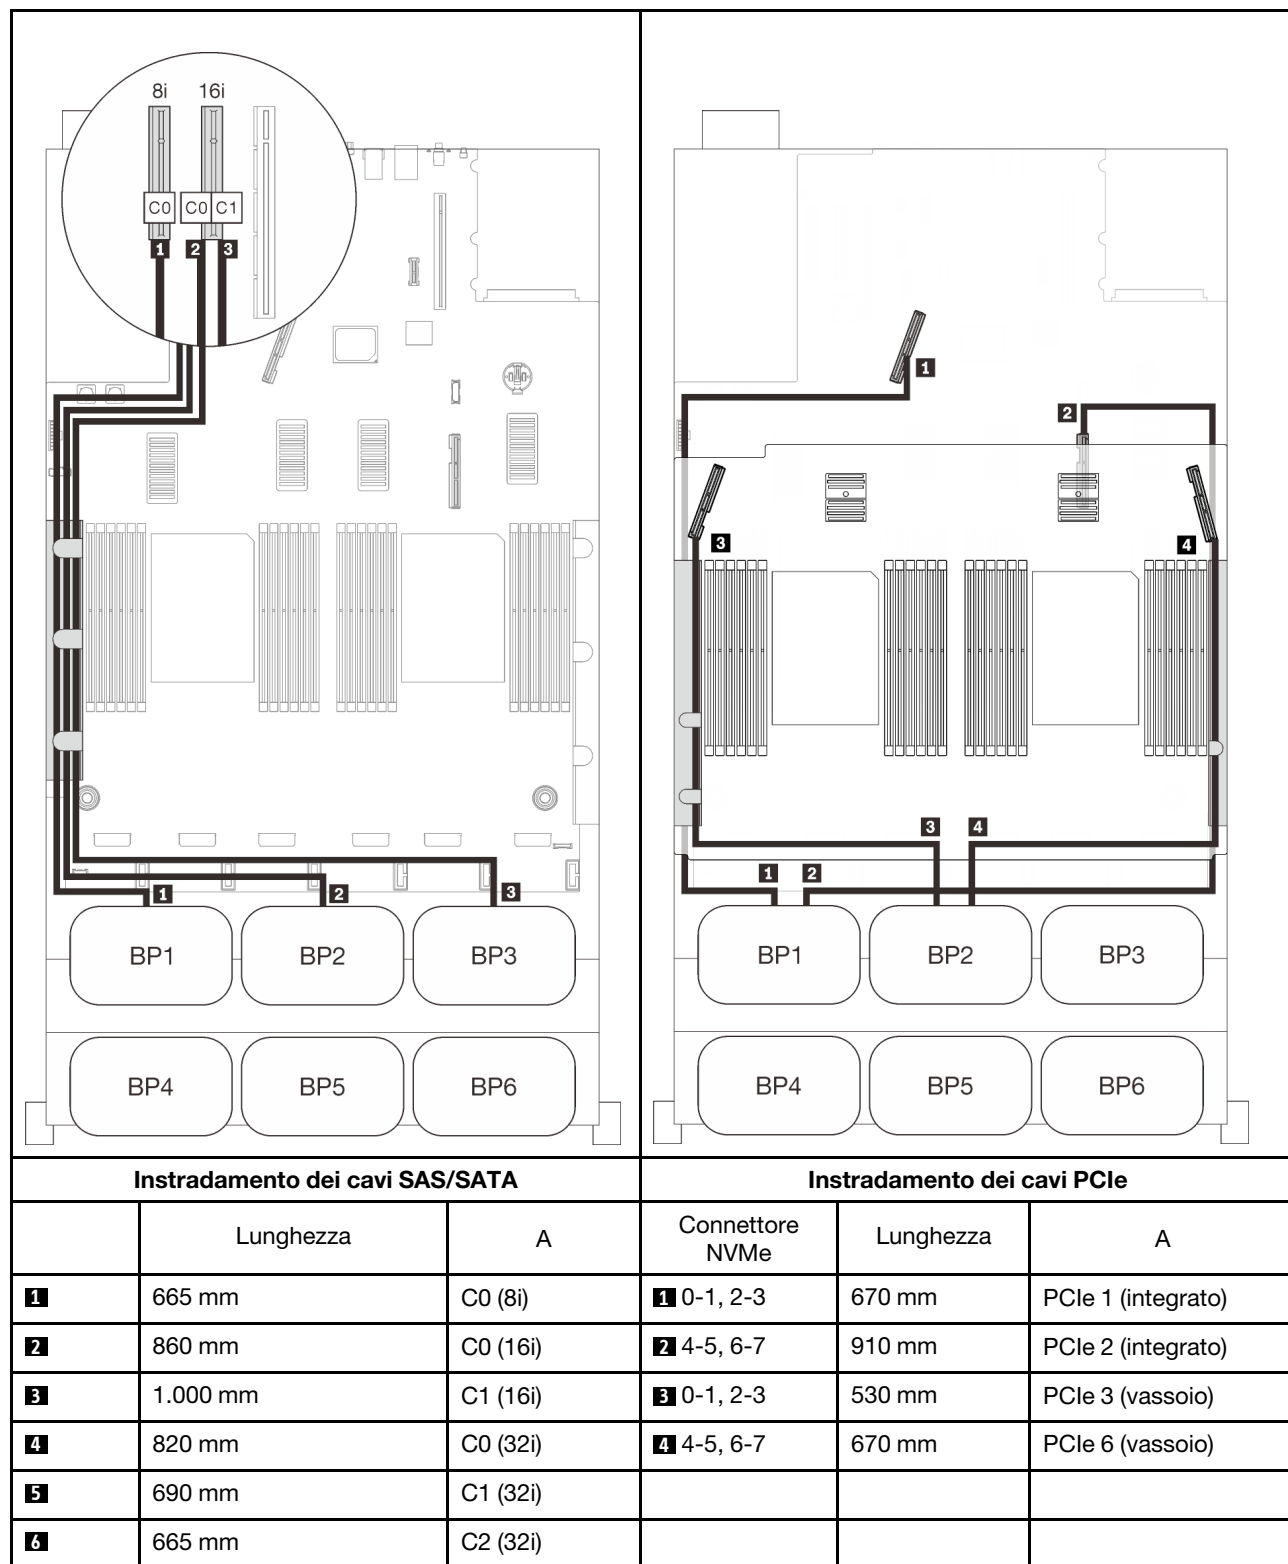 8i 16i
C0 C0 C1
1 2 3
1 2 3
BP1 BP2 BP3
BP4 BP5 BP6
1
2
3 4
3 4
1 2
BP1 BP2 BP3
BP4 BP5 BP6
Instradamento dei cavi SAS/SATA Instradamento dei cavi PCIe
Lunghezza A Connettore NVMe Lunghezza A
1 665 mm C0 (8i) 1 0-1, 2-3 670 mm PCIe 1 (integrato)
2 860 mm C0 (16i) 2 4-5, 6-7 910 mm PCIe 2 (integrato)
3 1.000 mm C1 (16i) 3 0-1, 2-3 530 mm PCIe 3 (vassoio)
4 820 mm C0 (32i) 4 4-5, 6-7 670 mm PCIe 6 (vassoio)
5 690 mm C1 (32i)
6 665 mm C2 (32i)